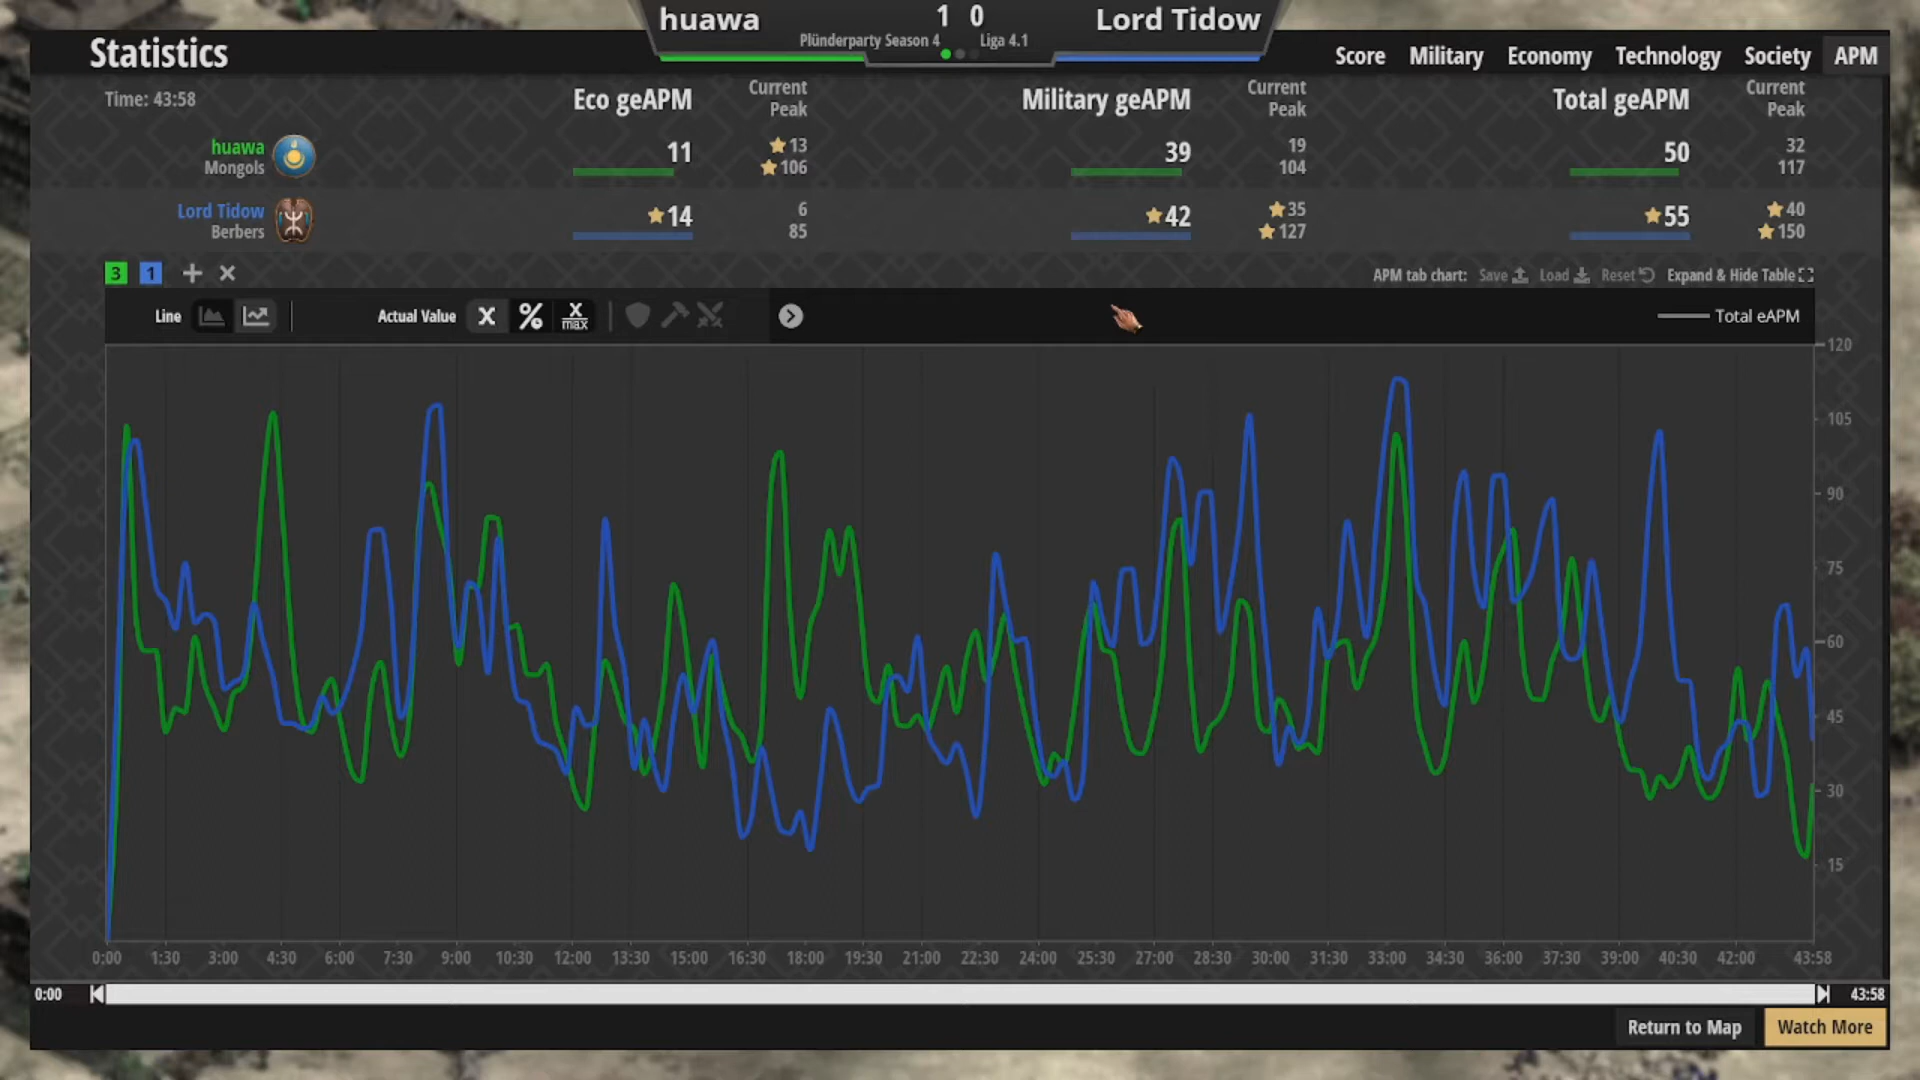 huawa 1 0 Lord Tidow
Plünderparty Season 4 Liga 4.1
Statistics
Score Military Economy Technology Society APM
Time: 43:58
Eco geAPM Current Peak Military geAPM Current Peak Total geAPM Current Peak
huawa
Mongols
11 13 106 39 19 104 50 32 117
Lord Tidow
Berbers
14 6 85 42 35 127 55 40 150
3 1
APM tab chart: Save Load Reset Expand & Hide Table
Line Actual Value X % X max Total eAPM
120
105
90
75
60
45
30
15
0:00 1:30 3:00 4:30 6:00 7:30 9:00 10:30 12:00 13:30 15:00 16:30 18:00 19:30 21:00 22:30 24:00 25:30 27:00 28:30 30:00 31:30 33:00 34:30 36:00 37:30 39:00 40:30 42:00 43:58
0:00 43:58
Return to Map Watch More